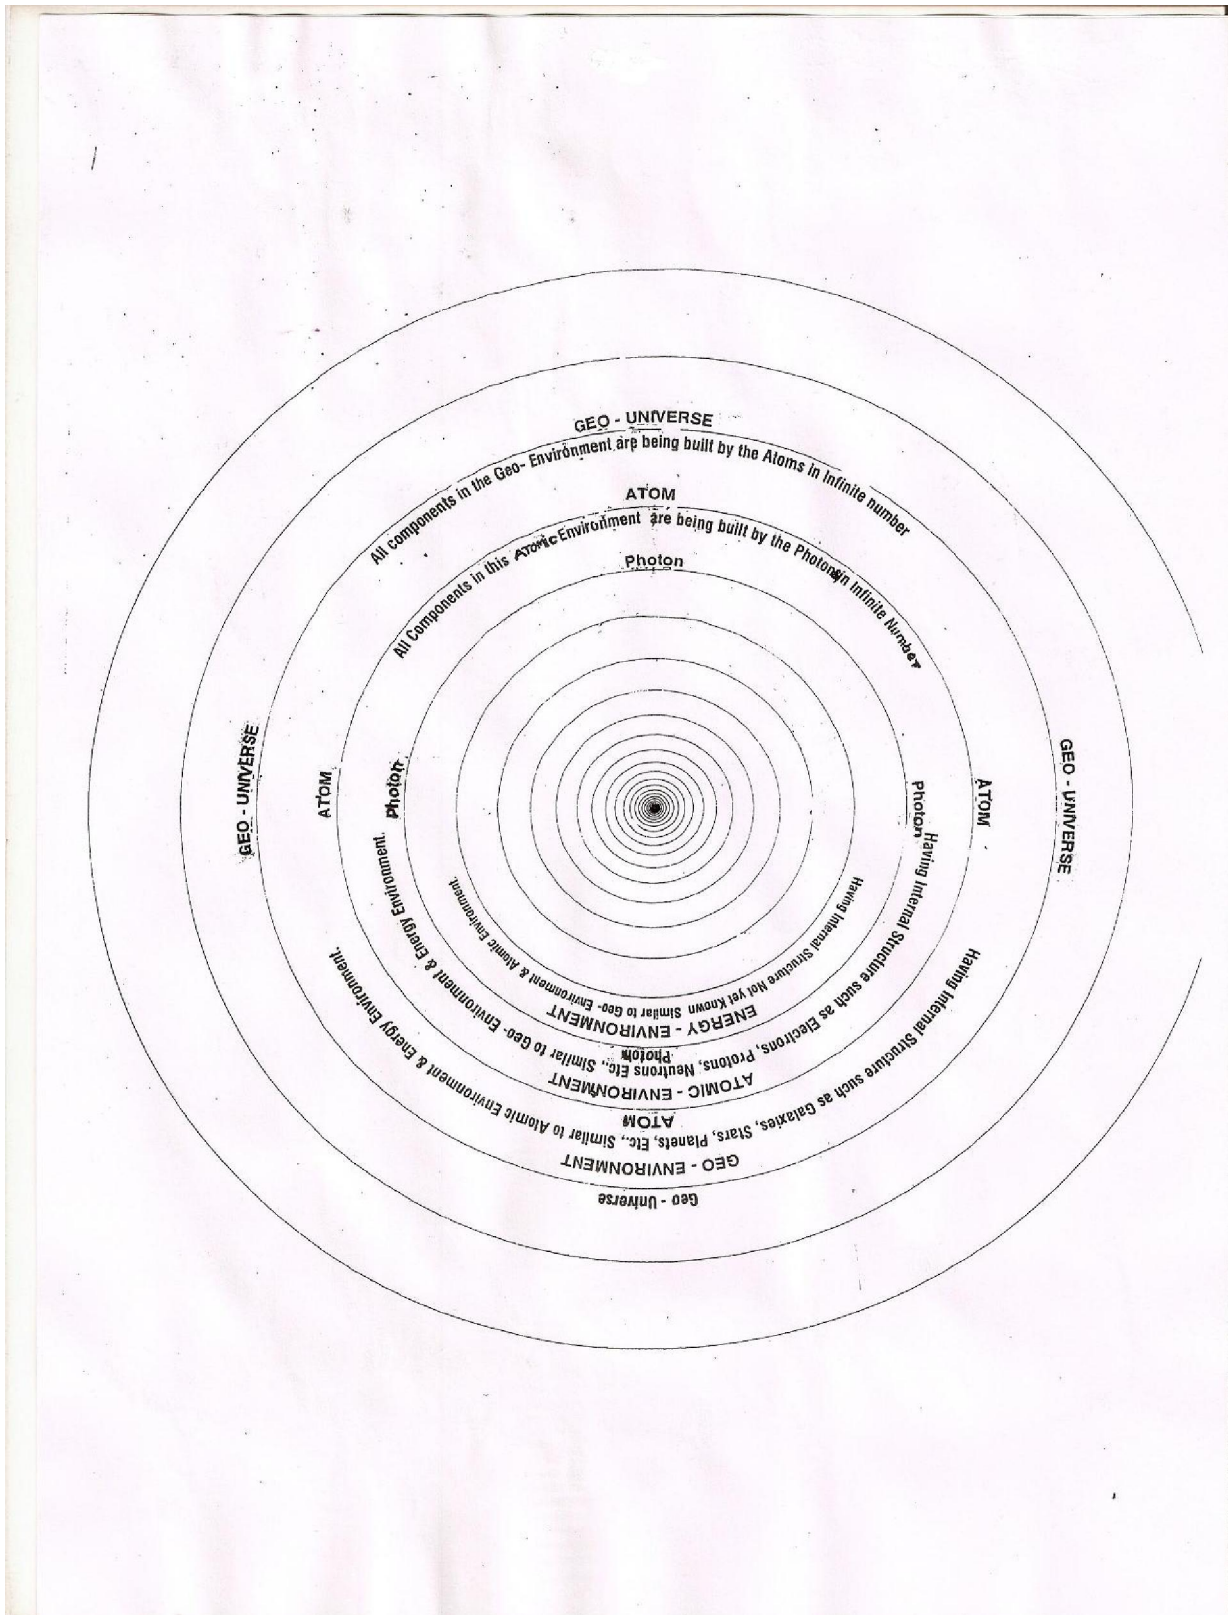 GEO - UNIVERSE
All components in the Geo- Environment are being built by the Atoms in Infinite number
ATOM
All Components in this Atomic Environment are being built by the Photons in Infinite Number
Photon
GEO - UNIVERSE
ATOM
Photon
Photon
ATOM
GEO - UNIVERSE
Having Internal Structure Not yet Known Similar to Geo- Environment & Atomic Environment.
ENERGY - ENVIRONMENT
Photon
Having Internal Structure such as Electrons, Protons, Neutrons Etc., Similar to Geo- Environment & Energy Environment.
ATOMIC - ENVIRONMENT
ATOM
Having Internal Structure such as Galaxies, Stars, Planets, Etc., Similar to Atomic Environment & Energy Environment.
GEO - ENVIRONMENT
Geo - Universe